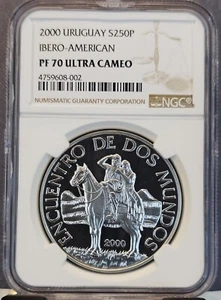 2000 URUGUAY S250P
IBERO-AMERICAN
PF 70 ULTRA CAMEO
4759608-002
NGC
NUMISMATIC GUARANTY CORPORATION
ENCUENTRO DE DOS MUNDOS
2000